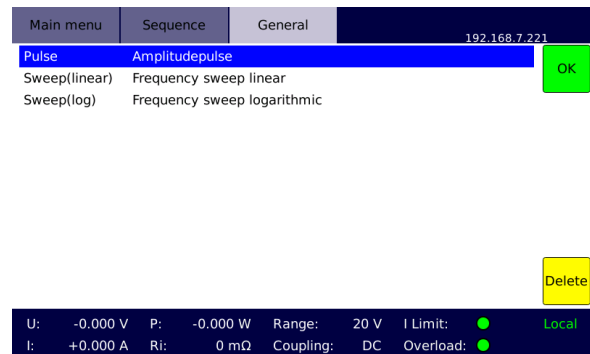 Main menu Sequence General 192.168.7.221
Pulse Amplitudepulse OK
Sweep(linear) Frequency sweep linear
Sweep(log) Frequency sweep logarithmic
Delete
U: -0.000 V P: -0.000 W Range: 20 V I Limit: Local
I: +0.000 A Ri: 0 mΩ Coupling: DC Overload: